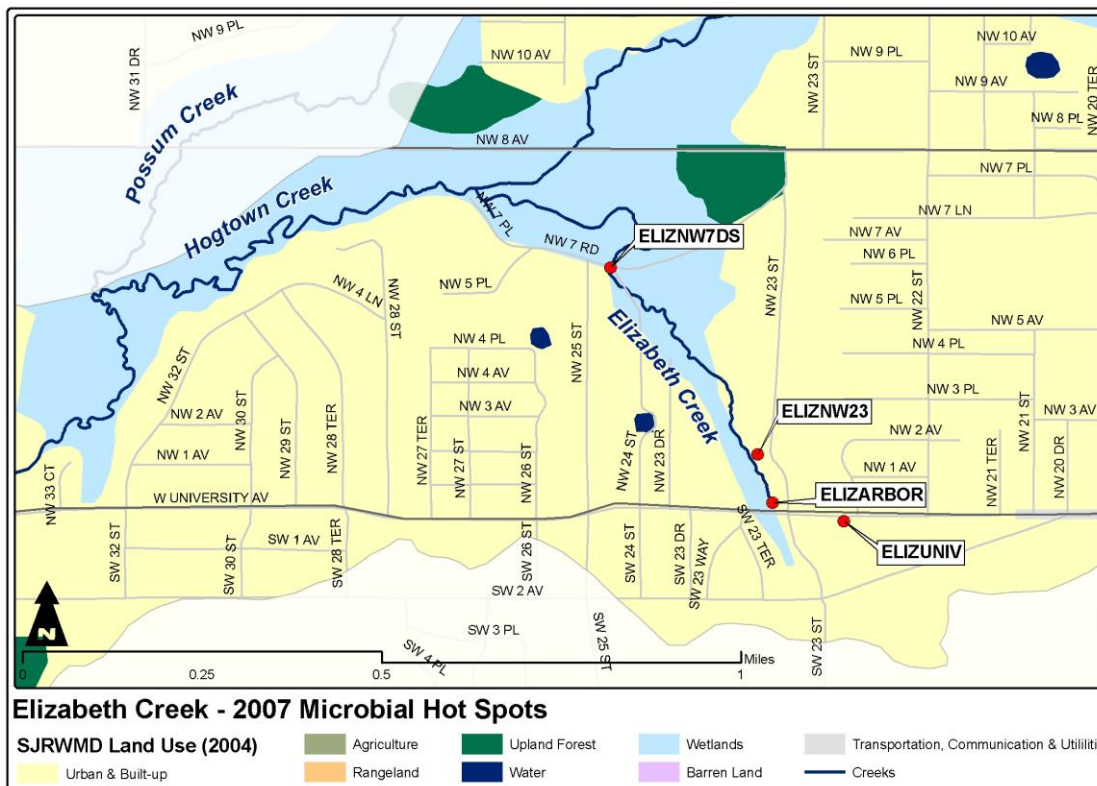 NW 9 PL
NW 31 DR
NW 10 AV
NW 23 ST
NW 9 PL
NW 10 AV
NW 9 AV
NW 20 TER
NW 8 PL
Possum Creek
NW 8 AV
Hogtown Creek
NW 7 PL
NW 7 PL
NW 7 RD
ELIZNW7DS
NW 7 LN
NW 7 AV
NW 6 PL
NW 22 ST
NW 23 ST
NW 5 PL
NW 4 LN
NW 28 ST
NW 5 PL
NW 5 AV
NW 4 PL
NW 4 PL
NW 32 ST
NW 25 ST
Elizabeth Creek
NW 4 AV
NW 3 PL
NW 21 ST
NW 2 AV
NW 30 ST
NW 29 ST
NW 28 TER
NW 27 TER
NW 27 ST
NW 3 AV
NW 26 ST
NW 24 ST
NW 23 DR
ELIZNW23
NW 2 AV
NW 3 AV
NW 1 AV
NW 1 AV
NW 21 TER
NW 20 DR
NW 33 CT
W UNIVERSITY AV
ELIZARBOR
ELIZUNIV
SW 32 ST
SW 30 ST
SW 1 AV
SW 28 TER
SW 26 ST
SW 24 ST
SW 23 DR
SW 23 WAY
SW 23 TER
SW 2 AV
SW 3 PL
SW 4 PL
SW 25 ST
SW 23 ST
N
0
0.25
0.5
1
Miles
Elizabeth Creek - 2007 Microbial Hot Spots
SJRWMD Land Use (2004)
Urban & Built-up
Agriculture
Rangeland
Upland Forest
Water
Wetlands
Barren Land
Transportation, Communication & Utililiti
Creeks